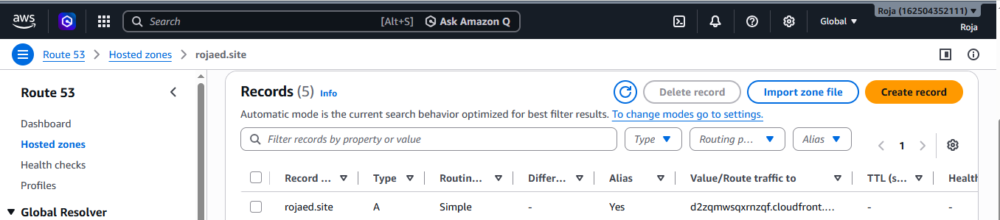 aws Search [Alt+S] Ask Amazon Q Global Roja (162504352111)
Roja
Route 53 Hosted zones rojaed.site
Route 53
Dashboard
Hosted zones
Health checks
Profiles
Global Resolver
Records (5) Info Delete record Import zone file Create record
Automatic mode is the current search behavior optimized for best filter results. To change modes go to settings.
Filter records by property or value Type Routing p... Alias 1
Record ... Type Routin... Differ... Alias Value/Route traffic to TTL (s... Health
rojaed.site A Simple - Yes d2zqmwsqxrnzqf.cloudfront.... - -